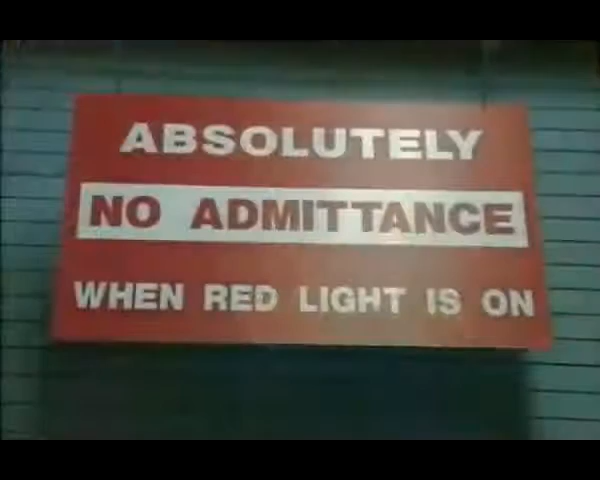 ABSOLUTELY
NO ADMITTANCE
WHEN RED LIGHT IS ON